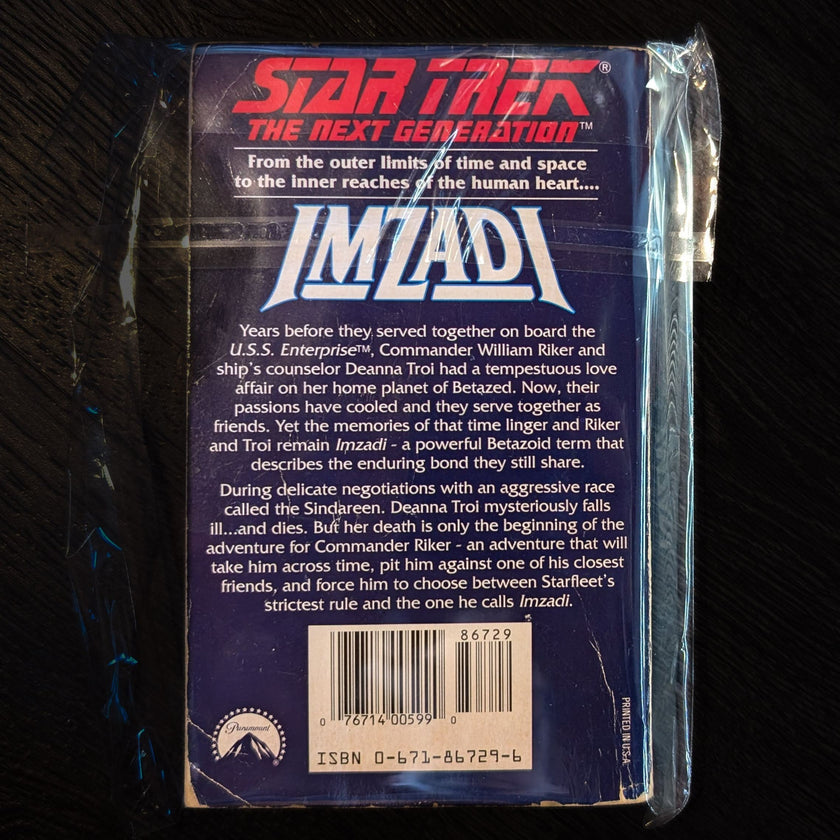 STAR TREK®
THE NEXT GENERATION™
From the outer limits of time and space
to the inner reaches of the human heart....
IMZADI
Years before they served together on board the
U.S.S. Enterprise™, Commander William Riker and
ship's counselor Deanna Troi had a tempestuous love
affair on her home planet of Betazed. Now, their
passions have cooled and they serve together as
friends. Yet the memories of that time linger and Riker
and Troi remain Imzadi - a powerful Betazoid term that
describes the enduring bond they still share.
During delicate negotiations with an aggressive race
called the Sindareen. Deanna Troi mysteriously falls
ill...and dies. But her death is only the beginning of the
adventure for Commander Riker - an adventure that will
take him across time, pit him against one of his closest
friends, and force him to choose between Starfleet's
strictest rule and the one he calls Imzadi.
86729
0 76714 00599 0
ISBN 0-671-86729-6
Paramount
®
PRINTED IN U.S.A.